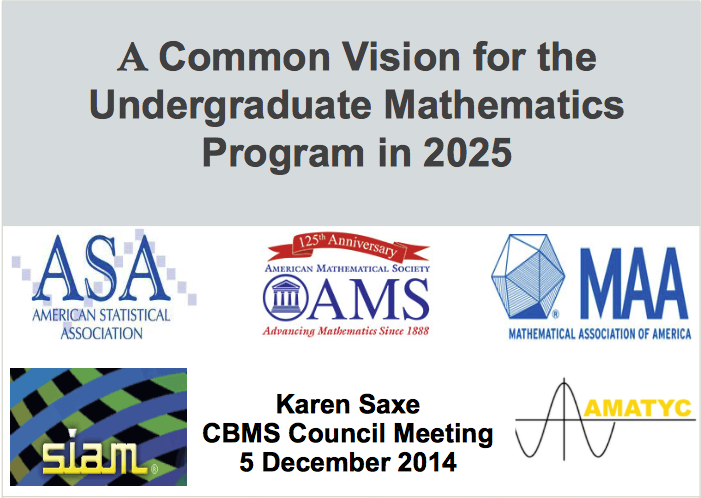 A Common Vision for the
Undergraduate Mathematics
Program in 2025
ASA
AMERICAN STATISTICAL
ASSOCIATION
125th Anniversary
AMERICAN MATHEMATICAL SOCIETY
AMS
Advancing Mathematics Since 1888
® MAA®
MATHEMATICAL ASSOCIATION OF AMERICA
siam®
Karen Saxe
CBMS Council Meeting
5 December 2014
AMATYC